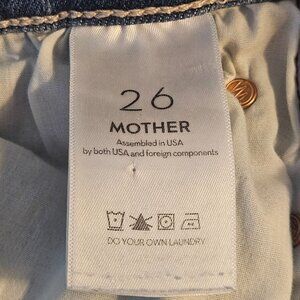 26
MOTHER
Assembled in USA
by both USA and foreign components
DO YOUR OWN LAUNDRY